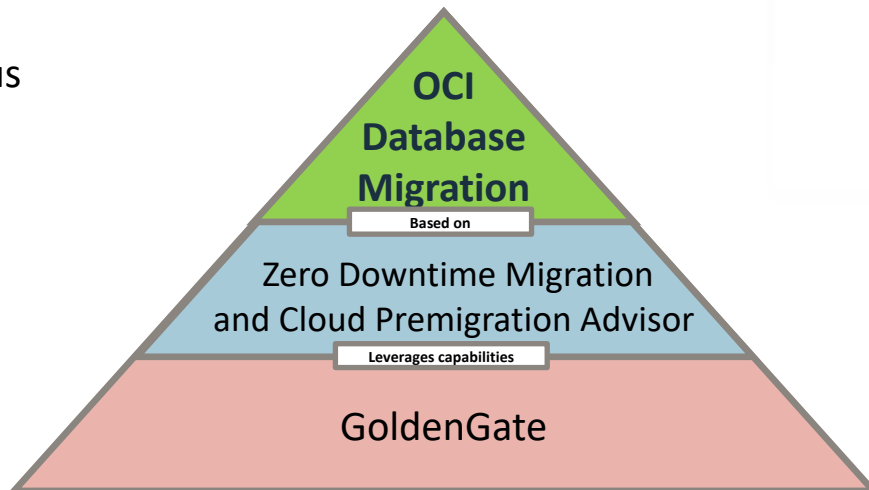 OCI
Database
Migration
Based on
Zero Downtime Migration
and Cloud Premigration Advisor
Leverages capabilities
GoldenGate